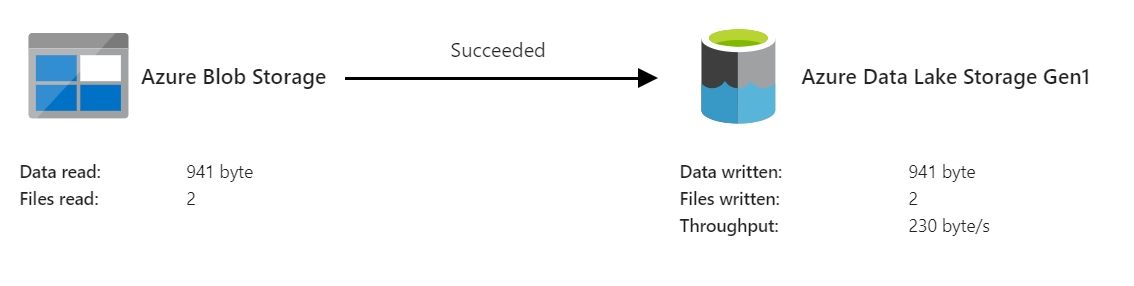 Succeeded
Azure Blob Storage
Azure Data Lake Storage Gen1
Data read: 941 byte
Files read: 2
Data written: 941 byte
Files written: 2
Throughput: 230 byte/s